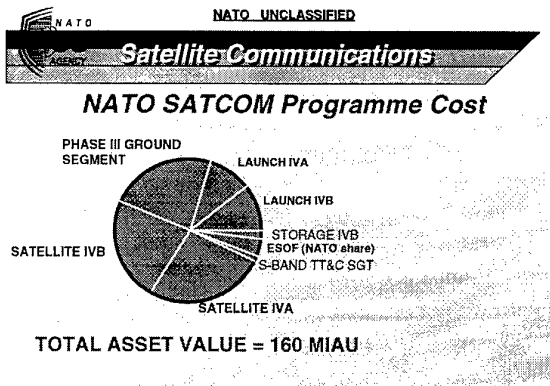 NATO UNCLASSIFIED
NATO
AGENCY
Satellite Communications
NATO SATCOM Programme Cost
PHASE III GROUND
SEGMENT
LAUNCH IVA
LAUNCH IVB
STORAGE IVB
ESOF (NATO share)
S-BAND TT&C SGT
SATELLITE IVB
SATELLITE IVA
TOTAL ASSET VALUE = 160 MIAU